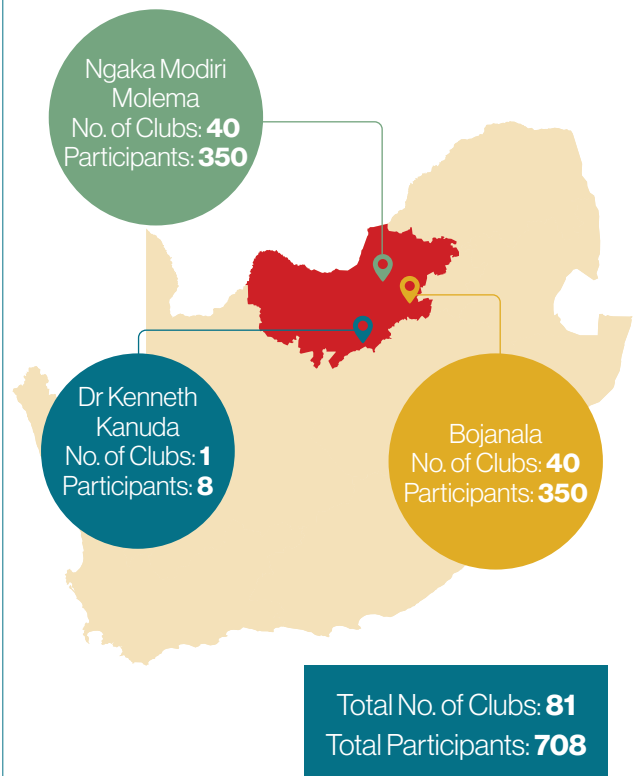 Ngaka Modiri
Molema
No. of Clubs: 40
Participants: 350
Dr Kenneth
Kanuda
No. of Clubs: 1
Participants: 8
Bojanala
No. of Clubs: 40
Participants: 350
Total No. of Clubs: 81
Total Participants: 708